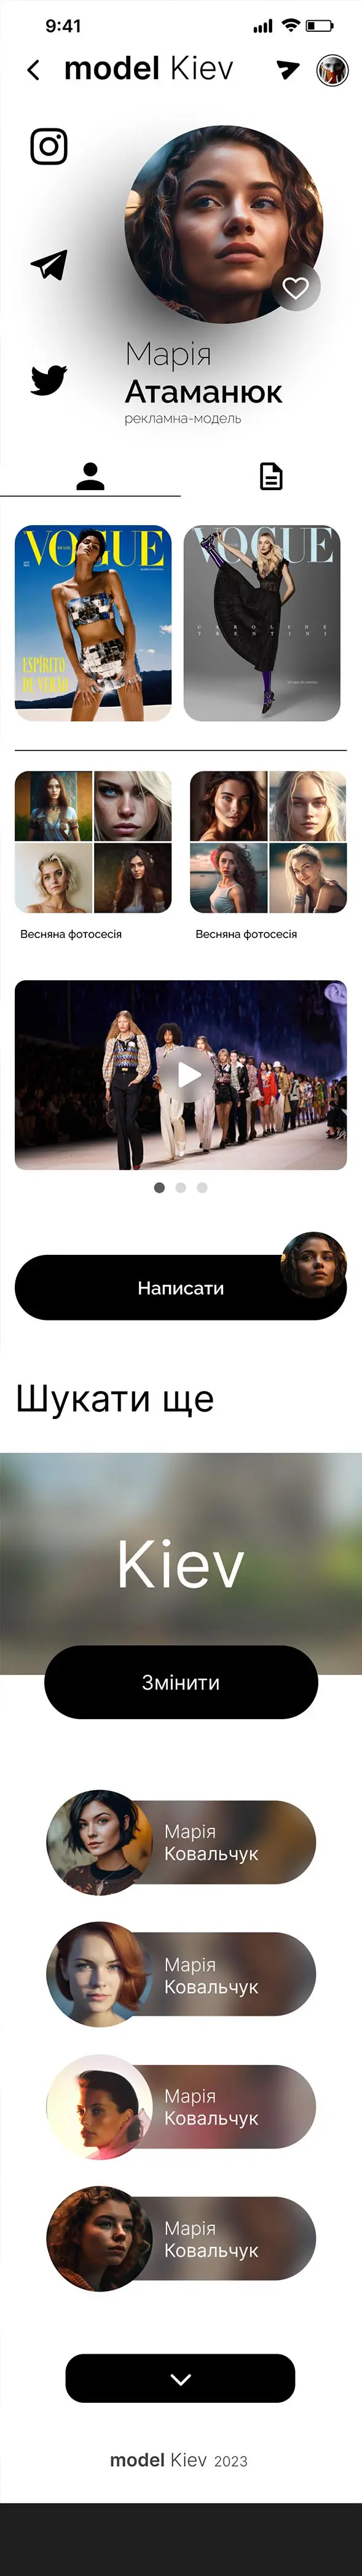 9:41
model Kiev
Марія
Атаманюк
рекламна-модель
VOGUE
ESPÍRITO
DE VERÃO
VOGUE
CAROLINE
TRENTINI
Весняна фотосесія
Весняна фотосесія
Написати
Шукати ще
Kiev
Змінити
Марія
Ковальчук
Марія
Ковальчук
Марія
Ковальчук
Марія
Ковальчук
model Kiev 2023